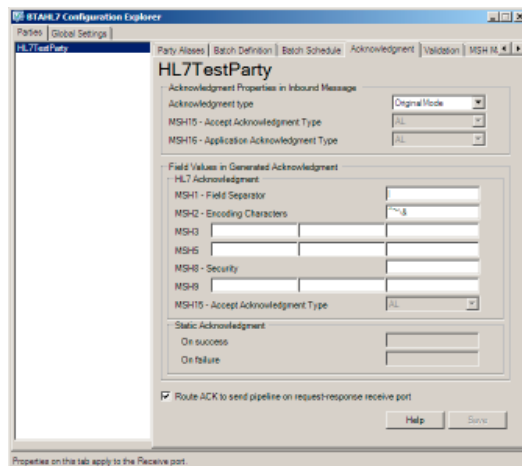 BTAHL7 Configuration Explorer
Parties Global Settings
HL7TestParty
Party Aliases Batch Definition Batch Schedule Acknowledgment Validation MSH M
HL7TestParty
Acknowledgment Properties in Inbound Message
Acknowledgment type Original Mode
MSH15 - Accept Acknowledgment Type AL
MSH16 - Application Acknowledgment Type AL
Field Values in Generated Acknowledgment
HL7 Acknowledgment
MSH1 - Field Separator |
MSH2 - Encoding Characters
MSH3
MSH5
MSH8 - Security
MSH9
MSH15 - Accept Acknowledgment Type AL
Static Acknowledgment
On success
On failure
Route ACK to send pipeline on request-response receive port
Help Save
Properties on this tab apply to the Receive port.